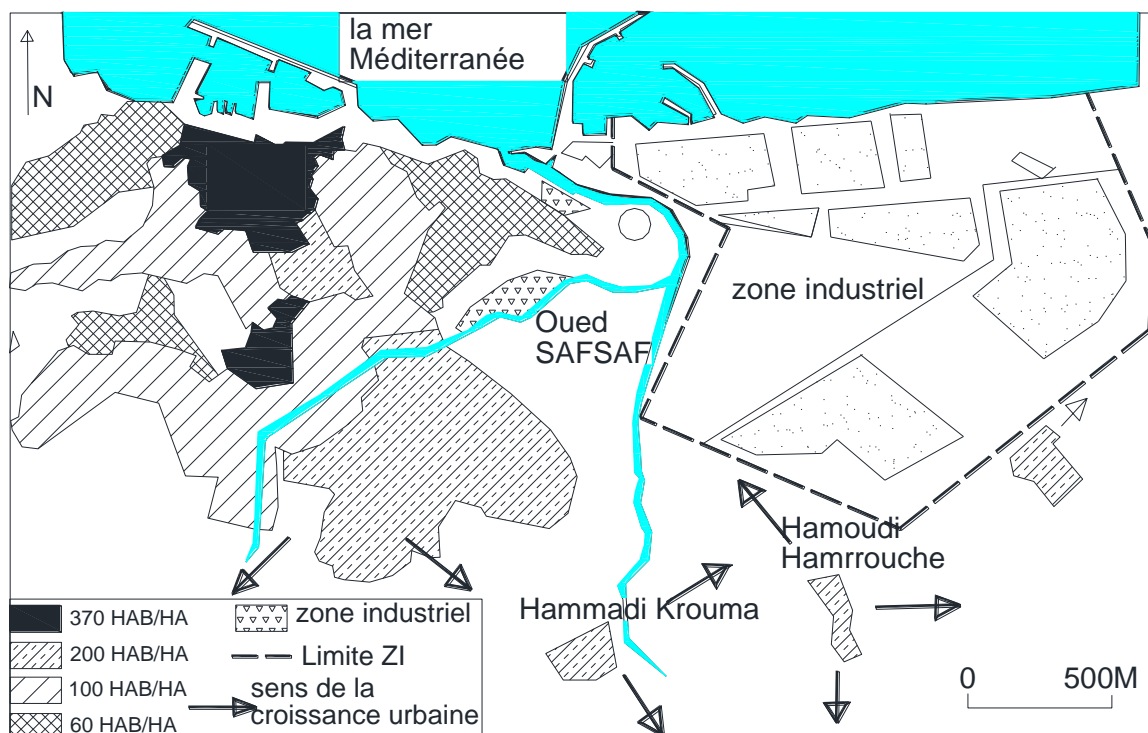 la mer
Méditerranée
N
zone industriel
Oued
SAFSAF
Hamoudi
Hamrrouche
Hammadi Krouma
370 HAB/HA
200 HAB/HA
100 HAB/HA
60 HAB/HA
zone industriel
Limite ZI
sens de la
croissance urbaine
0 500M